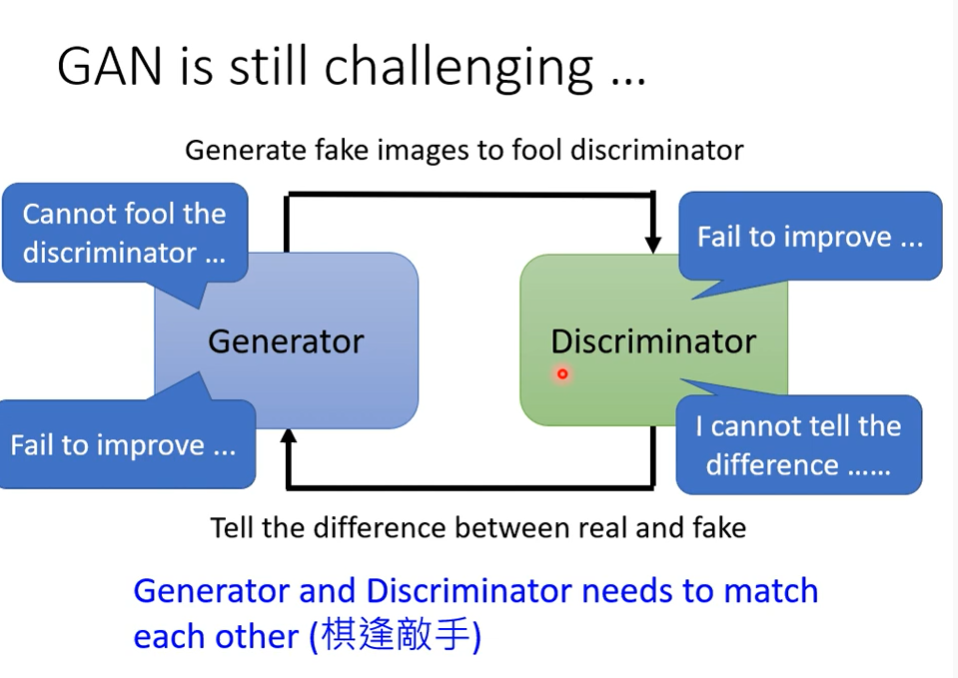 GAN is still challenging …
Generate fake images to fool discriminator
Cannot fool the
discriminator …
Fail to improve …
Generator
Discriminator
Fail to improve …
I cannot tell the
difference ……
Tell the difference between real and fake
Generator and Discriminator needs to match
each other (棋逢敵手)